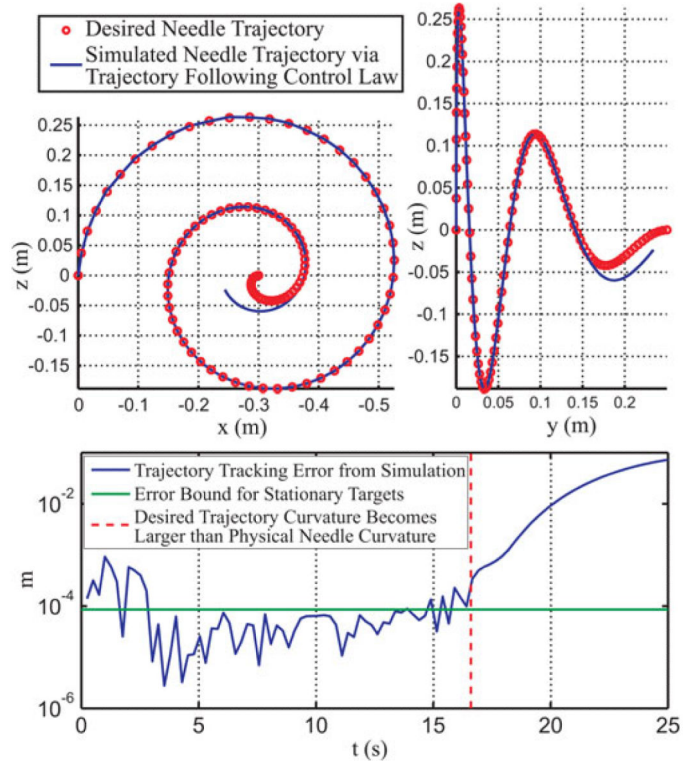 Desired Needle Trajectory
Simulated Needle Trajectory via
Trajectory Following Control Law
0.25
0.2
0.15
0.1
0.05
0
-0.05
-0.1
-0.15
z (m)
0
-0.1
-0.2
-0.3
-0.4
-0.5
x (m)
0.25
0.2
0.15
0.1
0.05
0
-0.05
-0.1
-0.15
z (m)
0
0.05
0.1
0.15
0.2
y (m)
Trajectory Tracking Error from Simulation
Error Bound for Stationary Targets
Desired Trajectory Curvature Becomes
Larger than Physical Needle Curvature
10^-2
10^-4
10^-6
m
0
5
10
15
20
25
t (s)